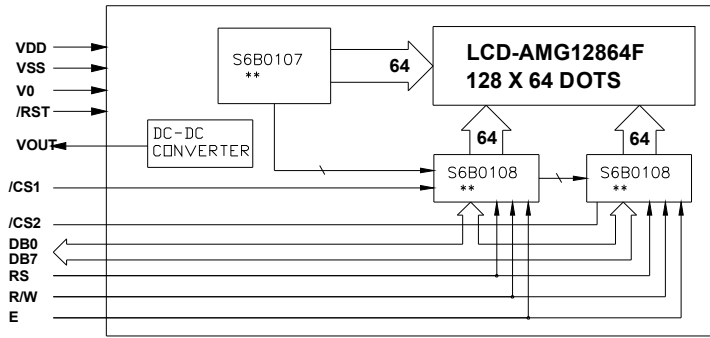 VDD
VSS
V0
/RST
VOUT
/CS1
/CS2
DB0
DB7
RS
R/W
E
S6B0107
**
64
LCD-AMG12864F
128 X 64 DOTS
DC-DC
CONVERTER
64
64
S6B0108
**
S6B0108
**